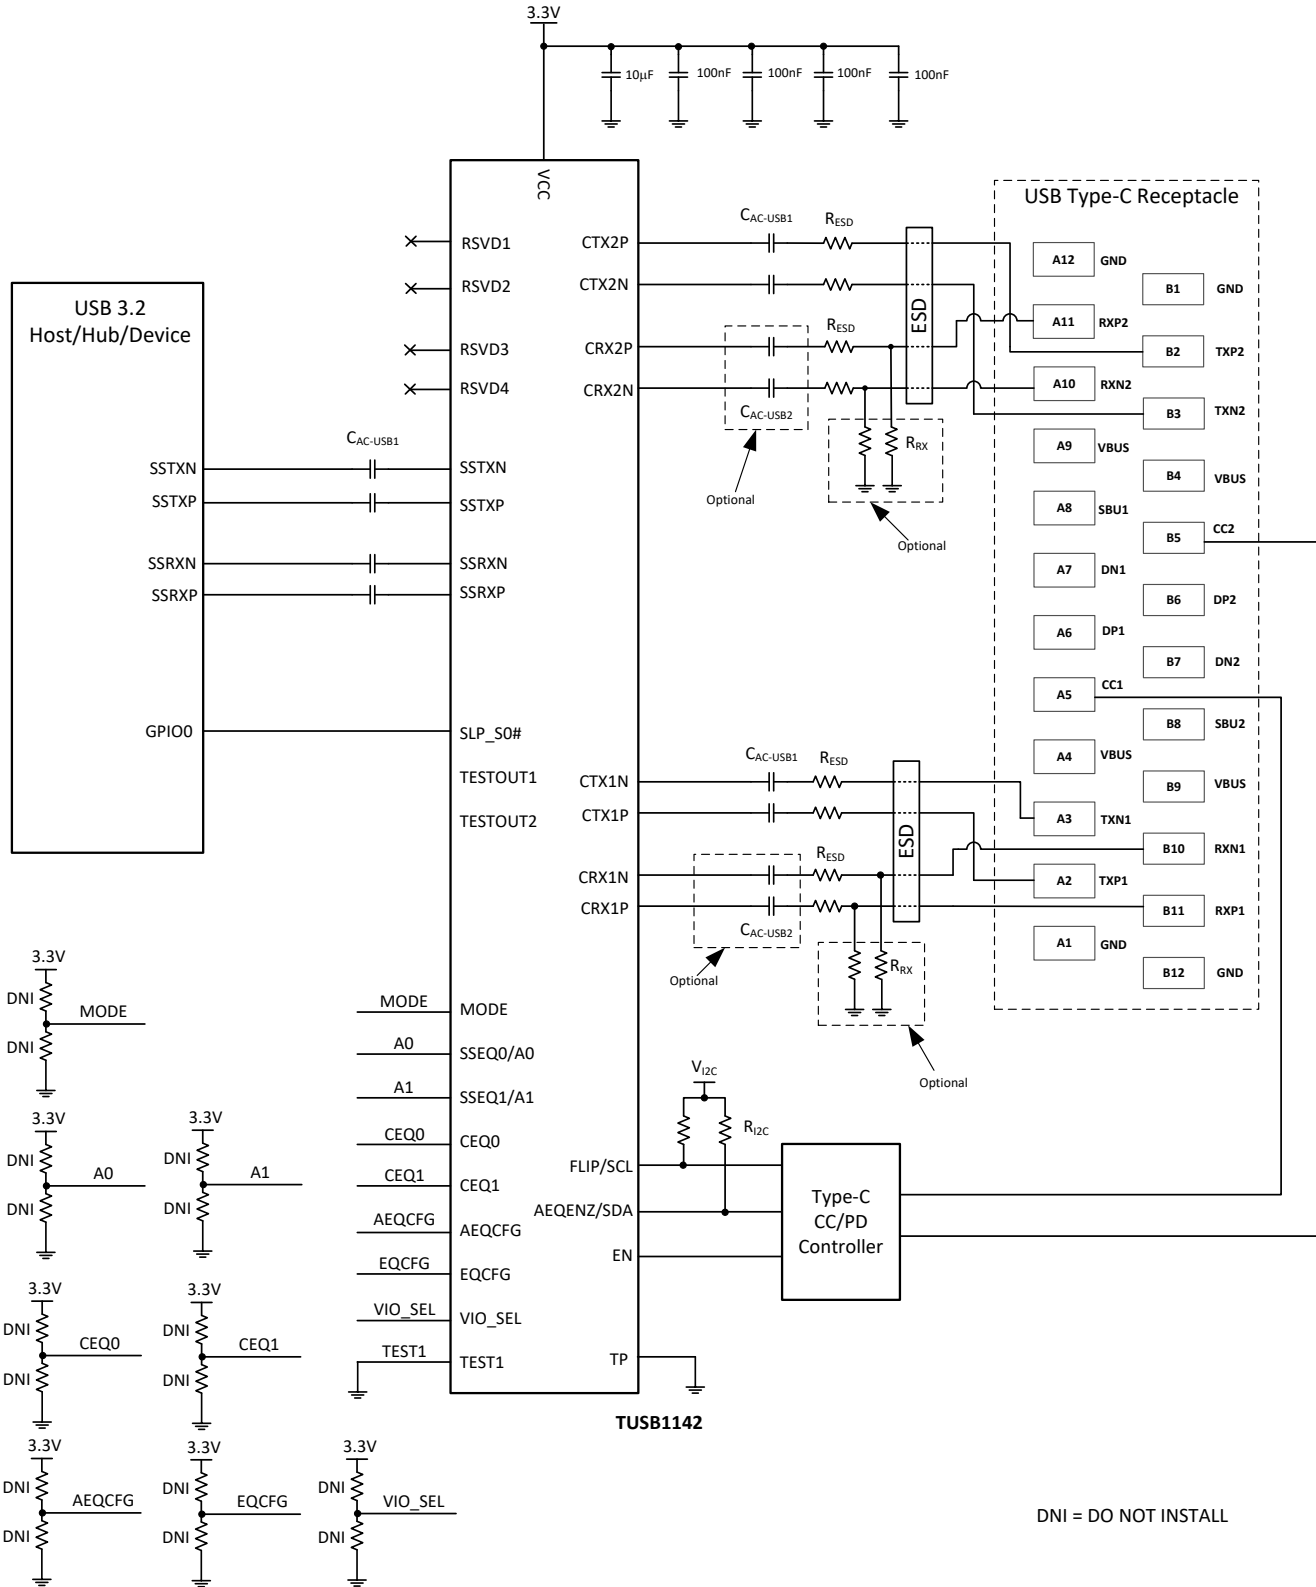 3.3V
10µF
100nF
100nF
100nF
100nF
VCC
USB Type-C Receptacle
RSVD1
RSVD2
RSVD3
RSVD4
CTX2P
CTX2N
CRX2P
CRX2N
CAC-USB1
RESD
RESD
CAC-USB2
ESD
RRX
Optional
Optional
A12 GND
B1 GND
A11 RXP2
B2 TXP2
A10 RXN2
B3 TXN2
A9 VBUS
B4 VBUS
A8 SBU1
B5 CC2
A7 DN1
B6 DP2
A6 DP1
B7 DN2
A5 CC1
B8 SBU2
A4 VBUS
B9 VBUS
A3 TXN1
B10 RXN1
A2 TXP1
B11 RXP1
A1 GND
B12 GND
USB 3.2
Host/Hub/Device
CAC-USB1
SSTXN SSTXN
SSTXP SSTXP
SSRXN SSRXN
SSRXP SSRXP
GPIO0 SLP_S0#
TESTOUT1
TESTOUT2
CTX1N
CTX1P
CRX1N
CRX1P
CAC-USB1
RESD
RESD
CAC-USB2
ESD
RRX
Optional
Optional
MODE MODE
A0 SSEQ0/A0
A1 SSEQ1/A1
CEQ0 CEQ0
CEQ1 CEQ1
AEQCFG AEQCFG
EQCFG EQCFG
VIO_SEL VIO_SEL
TEST1 TEST1
VI2C
RI2C
FLIP/SCL
AEQENZ/SDA
EN
TP
Type-C
CC/PD
Controller
TUSB1142
3.3V
DNI
MODE
DNI
3.3V
DNI
A0
DNI
3.3V
DNI
A1
DNI
3.3V
DNI
CEQ0
DNI
3.3V
DNI
CEQ1
DNI
3.3V
DNI
AEQCFG
DNI
3.3V
DNI
EQCFG
DNI
3.3V
DNI
VIO_SEL
DNI
DNI = DO NOT INSTALL